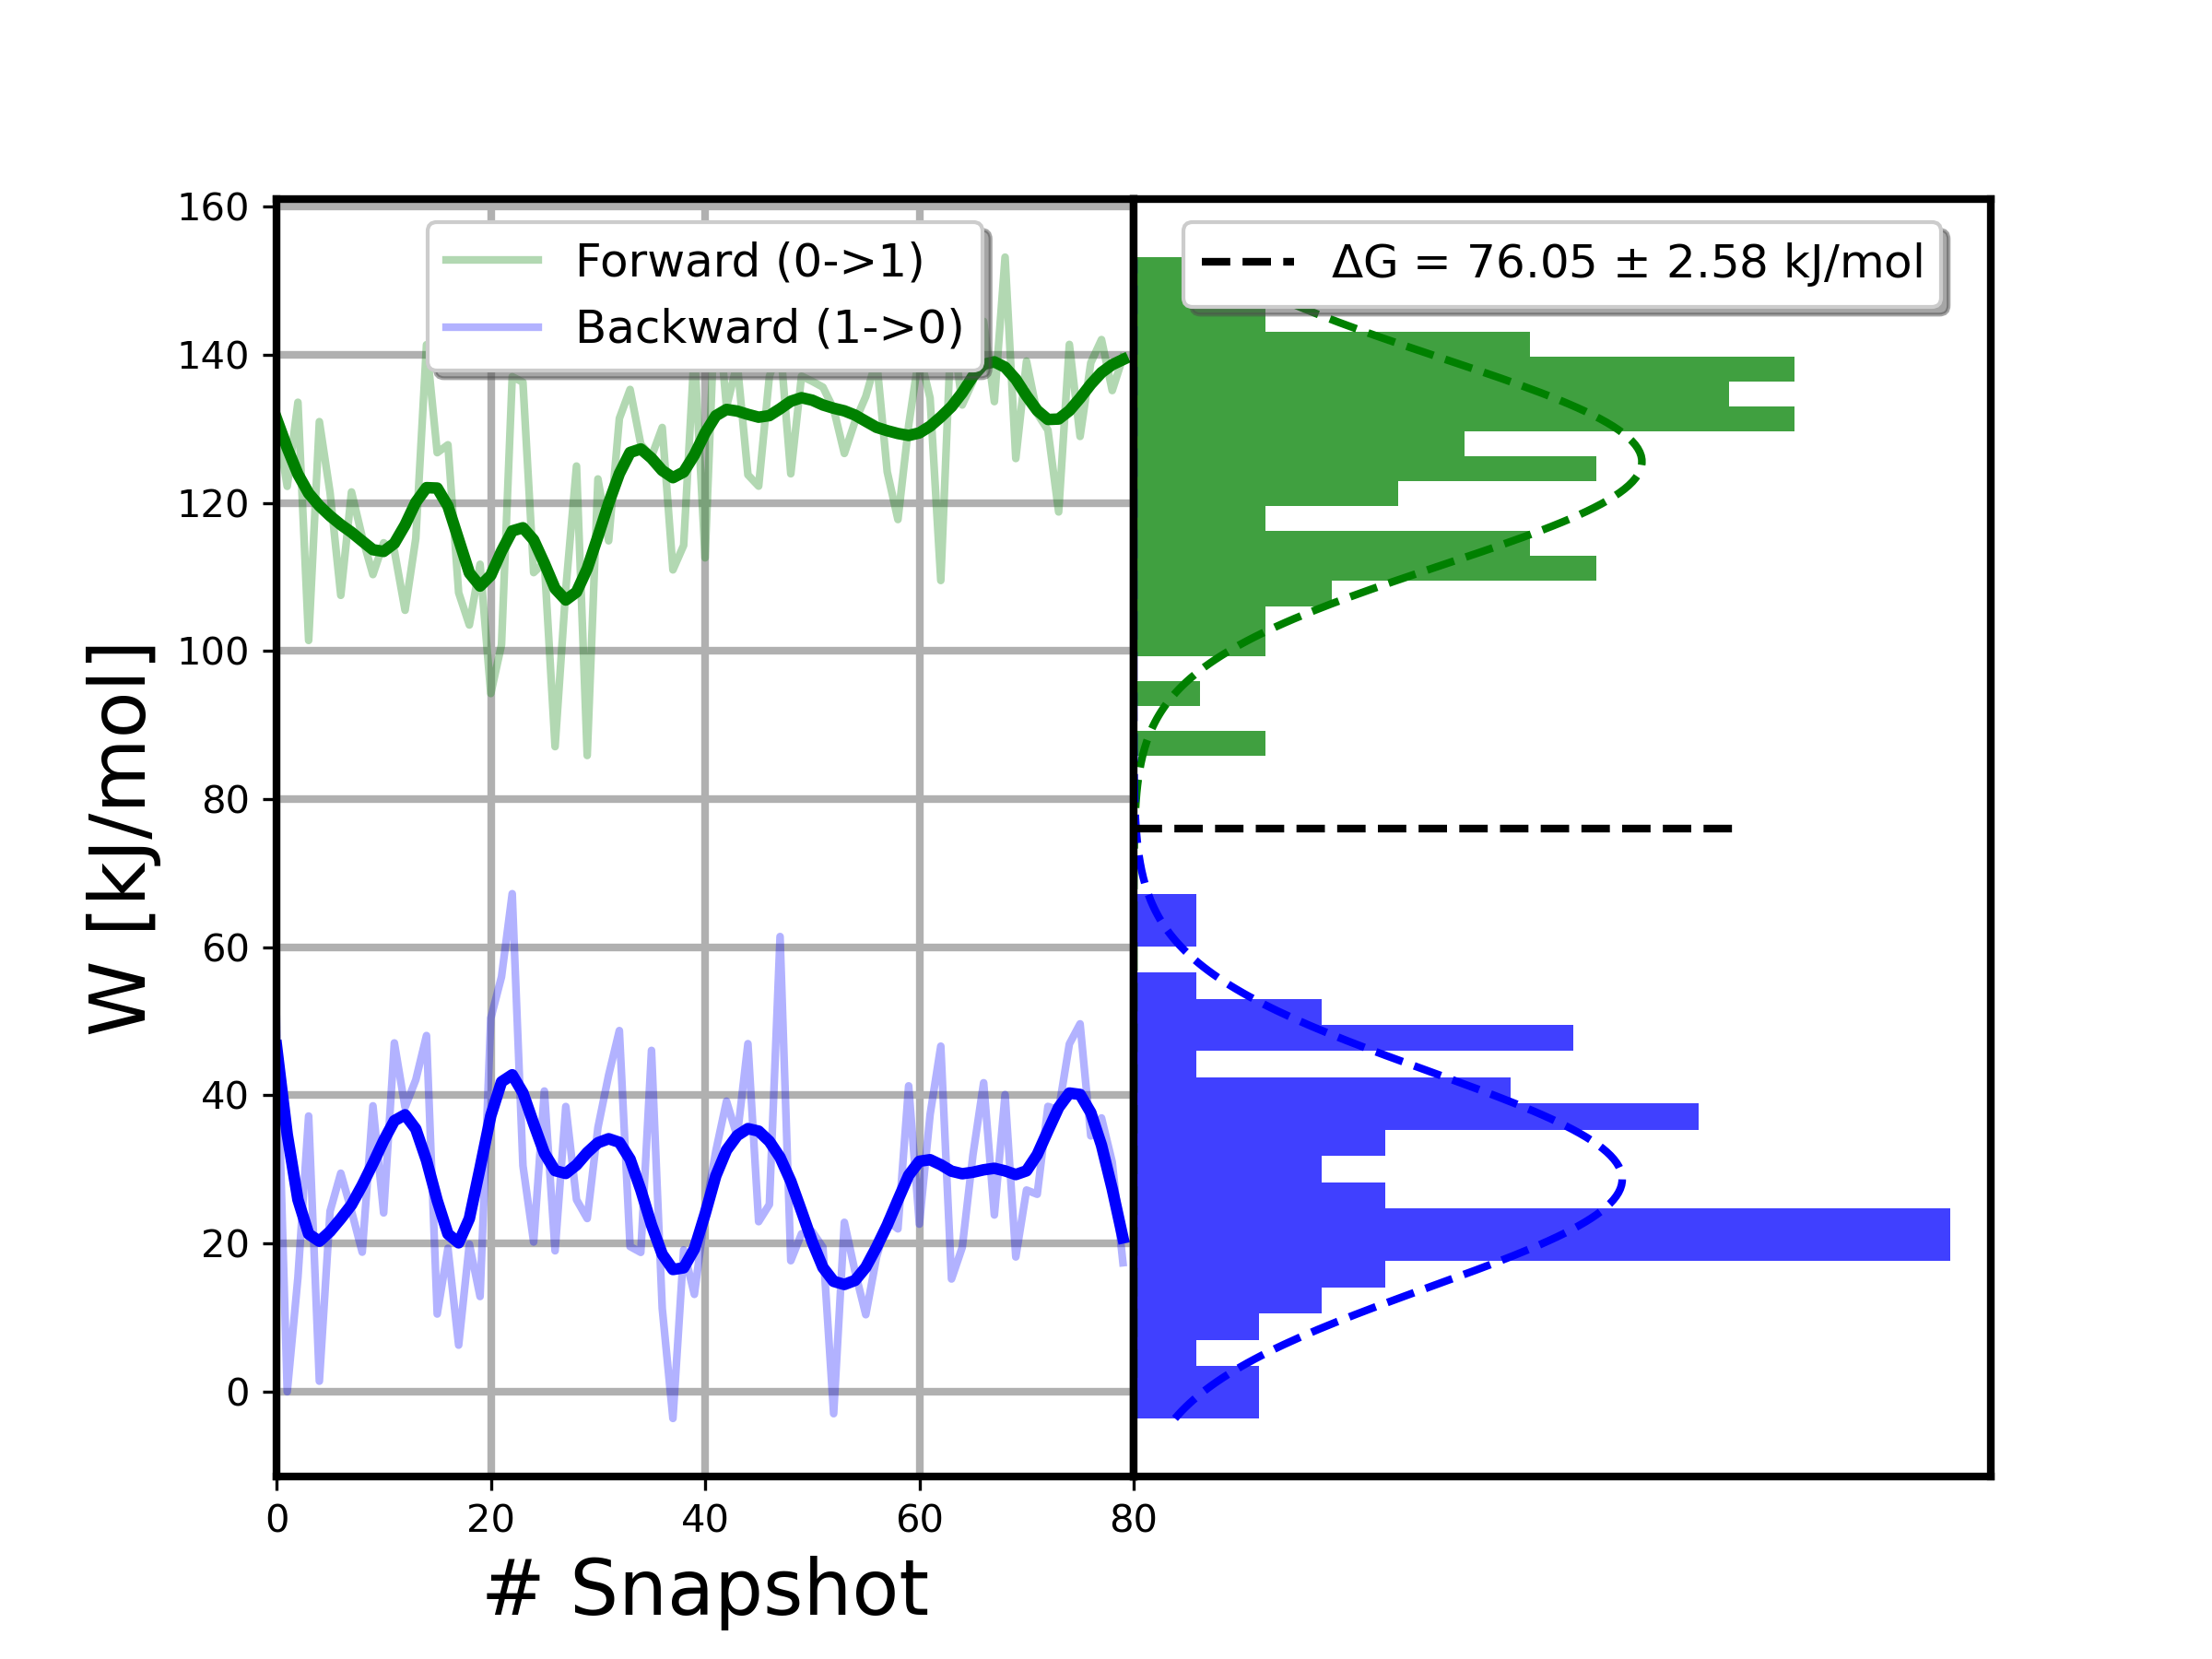 Forward (0->1)
Backward (1->0)
ΔG = 76.05 ± 2.58 kJ/mol
W [kJ/mol]
160
140
120
100
80
60
40
20
0
0 20 40 60 80
# Snapshot